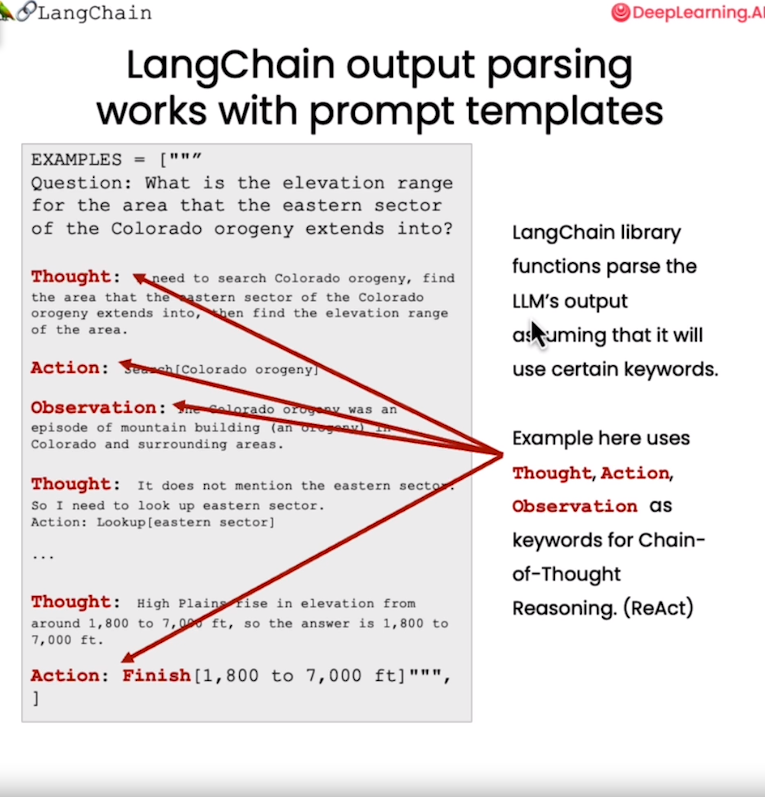 LangChain
DeepLearning.AI
LangChain output parsing
works with prompt templates
EXAMPLES = ["""
Question: What is the elevation range
for the area that the eastern sector
of the Colorado orogeny extends into?
Thought: need to search Colorado orogeny, find
the area that the eastern sector of the Colorado
orogeny extends into, then find the elevation range
of the area.
Action: Search[Colorado orogeny]
Observation: The Colorado orogeny was an
episode of mountain building (an orogeny) in
Colorado and surrounding areas.
Thought: It does not mention the eastern sector.
So I need to look up eastern sector.
Action: Lookup[eastern sector]
...
Thought: High Plains rise in elevation from
around 1,800 to 7,000 ft, so the answer is 1,800 to
7,000 ft.
Action: Finish[1,800 to 7,000 ft]""",
]
LangChain library
functions parse the
LLM's output
assuming that it will
use certain keywords.
Example here uses
Thought, Action,
Observation as
keywords for Chain-
of-Thought
Reasoning. (ReAct)